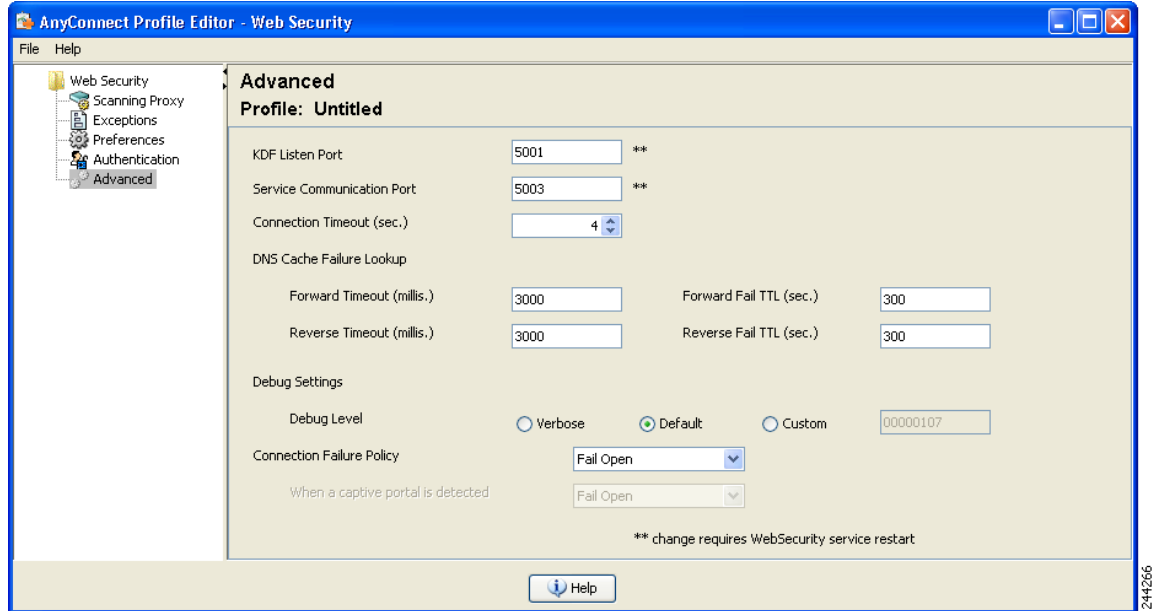 AnyConnect Profile Editor - Web Security
File Help
Web Security
Scanning Proxy
Exceptions
Preferences
Authentication
Advanced
Advanced
Profile: Untitled
KDF Listen Port 5001 **
Service Communication Port 5003 **
Connection Timeout (sec.) 4
DNS Cache Failure Lookup
Forward Timeout (millis.) 3000 Forward Fail TTL (sec.) 300
Reverse Timeout (millis.) 3000 Reverse Fail TTL (sec.) 300
Debug Settings
Debug Level Verbose Default Custom 00000107
Connection Failure Policy Fail Open
When a captive portal is detected Fail Open
** change requires WebSecurity service restart
Help
244266